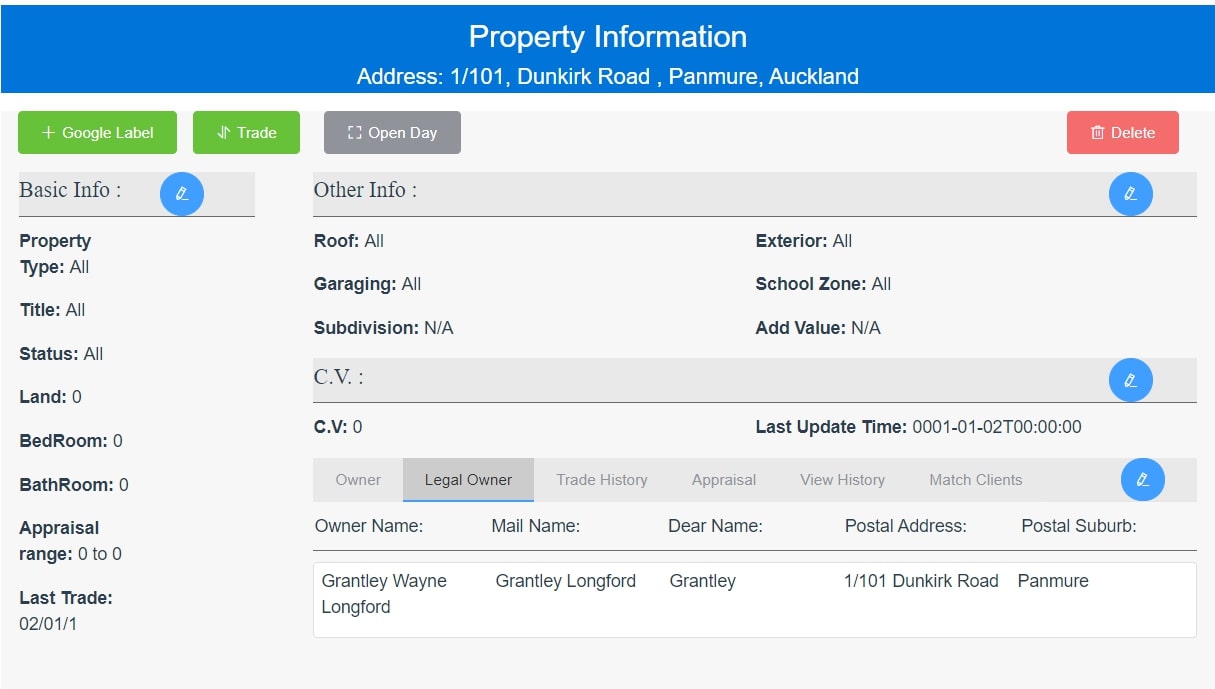 Property Information
Address: 1/101, Dunkirk Road , Panmure, Auckland
Google Label
Trade
Open Day
Delete
Basic Info :
Property
Type: All
Title: All
Status: All
Land: 0
BedRoom: 0
BathRoom: 0
Appraisal
range: 0 to 0
Last Trade:
02/01/1
Other Info :
Roof: All
Exterior: All
Garaging: All
School Zone: All
Subdivision: N/A
Add Value: N/A
C.V. :
C.V: 0
Last Update Time: 0001-01-02T00:00:00
Owner
Legal Owner
Trade History
Appraisal
View History
Match Clients
Owner Name:
Mail Name:
Dear Name:
Postal Address:
Postal Suburb:
Grantley Wayne
Longford
Grantley Longford
Grantley
1/101 Dunkirk Road
Panmure